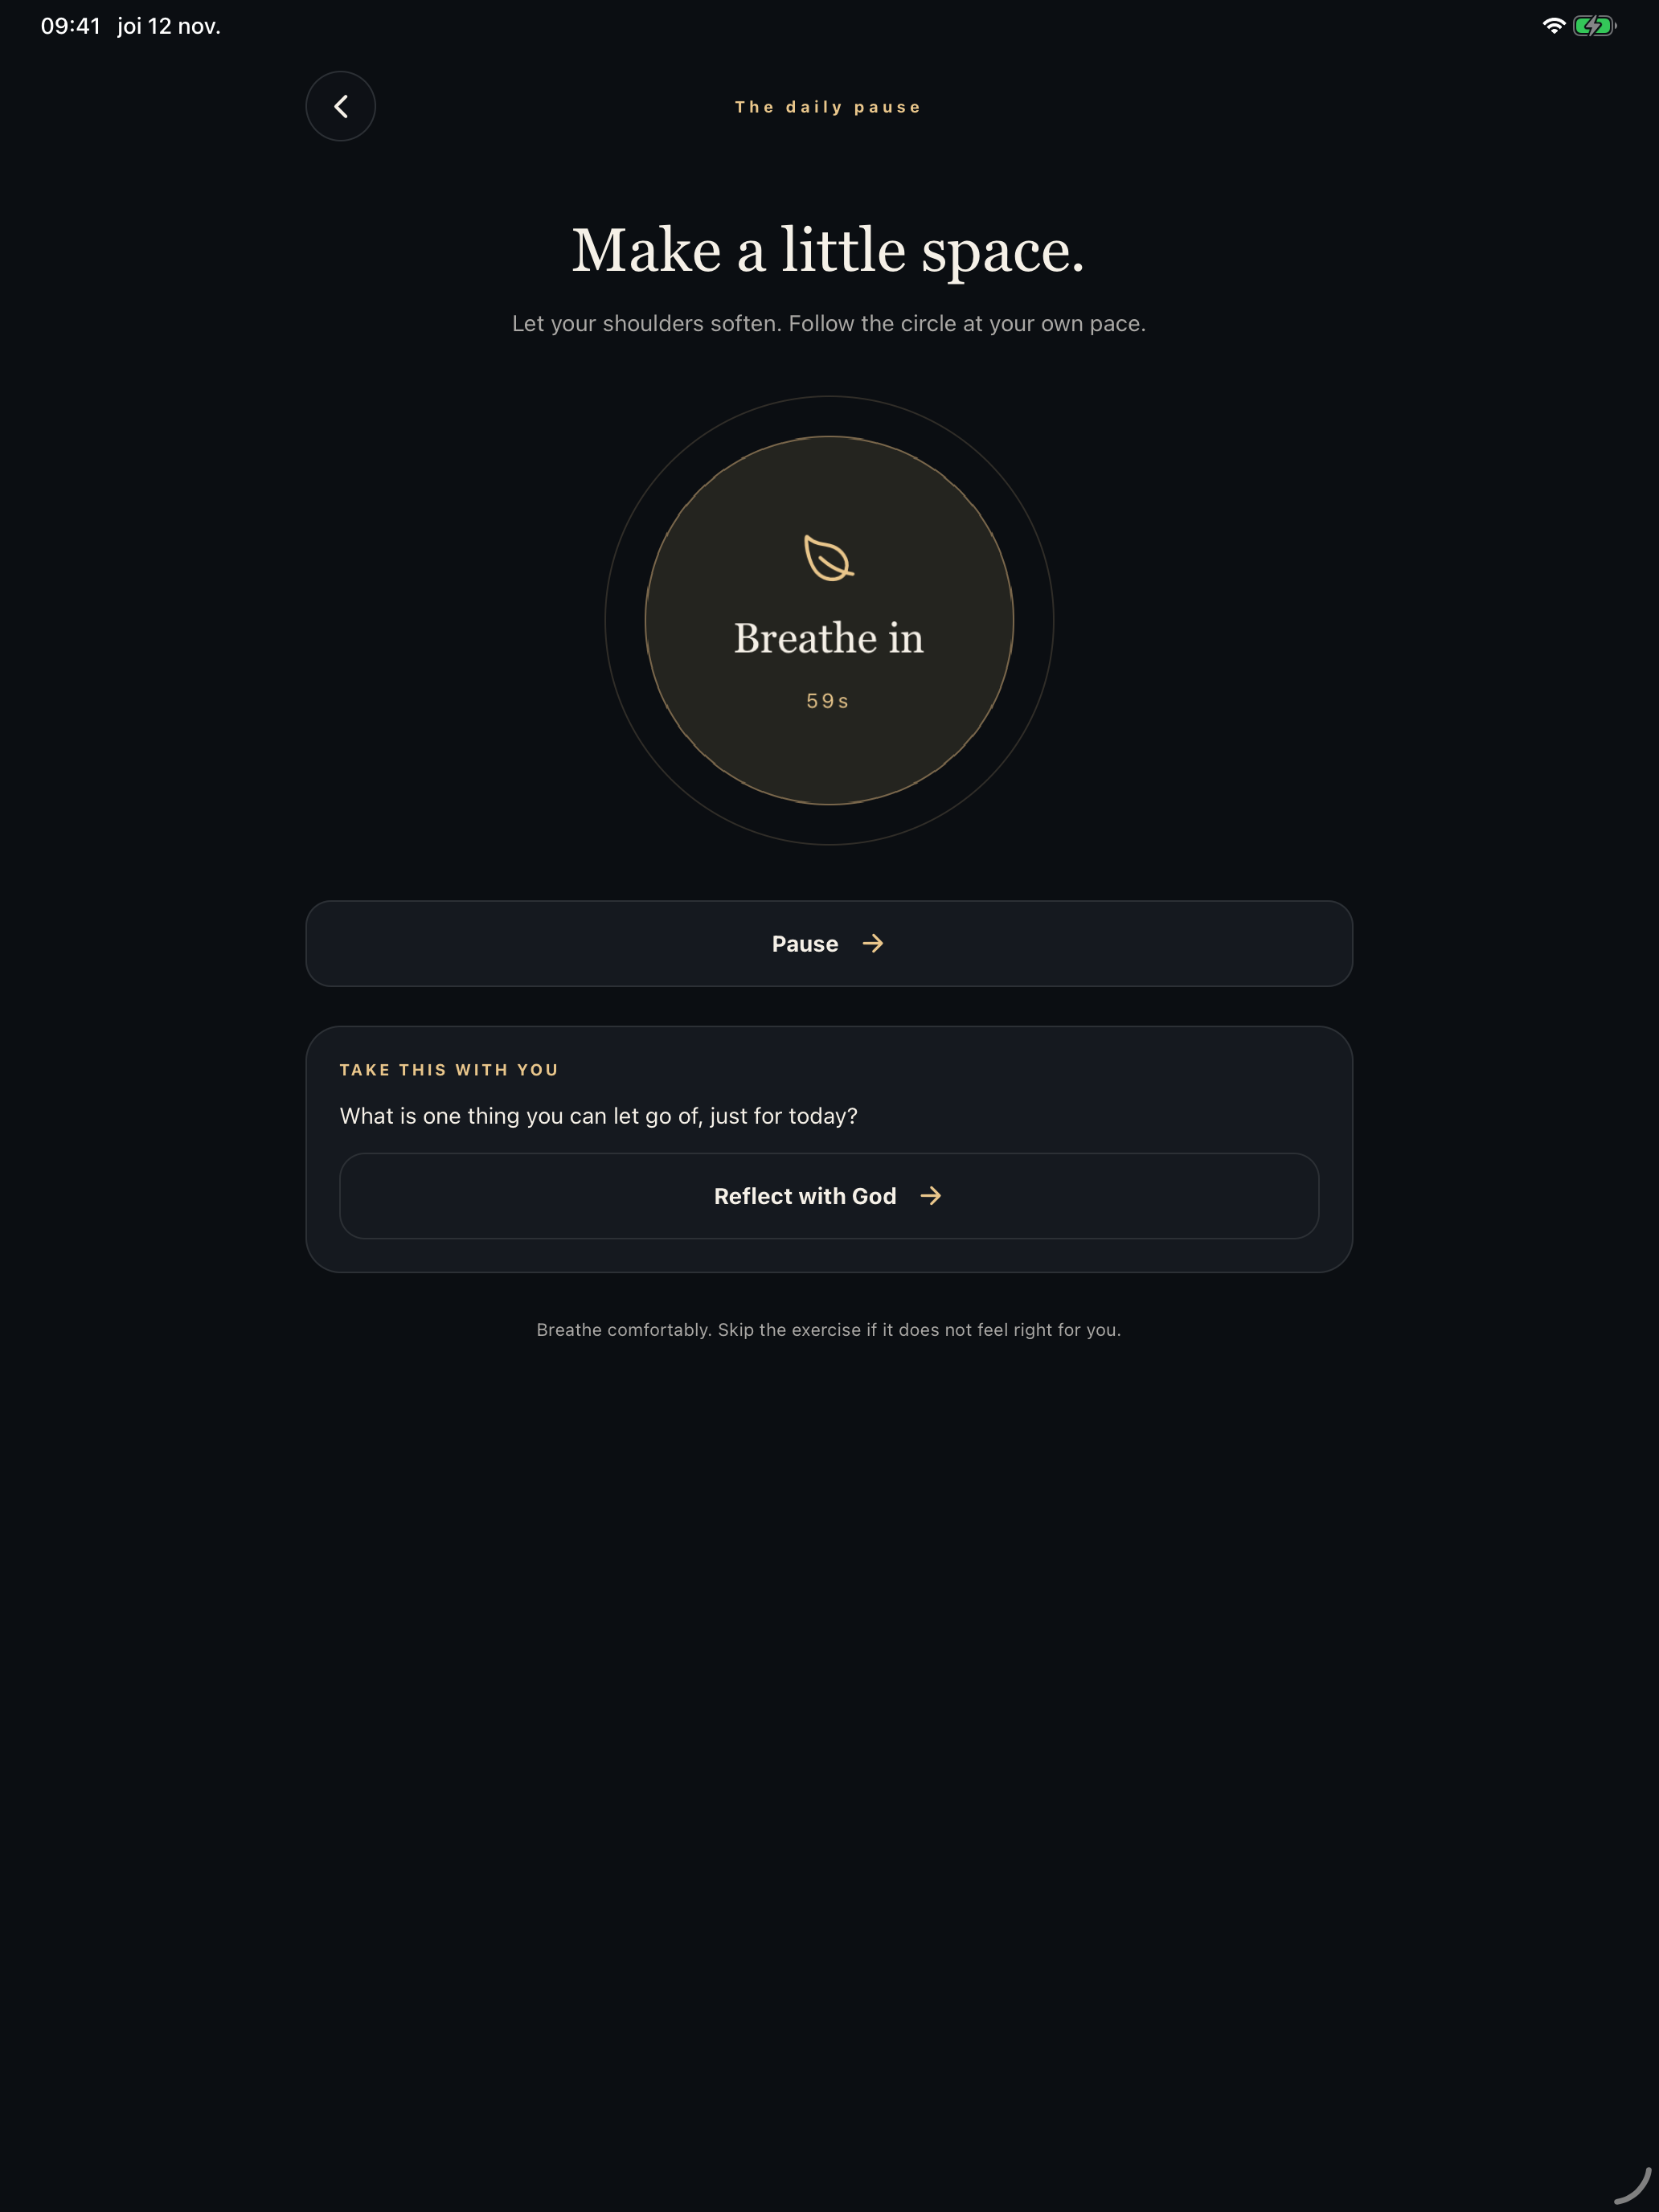 09:41 joi 12 nov.
The daily pause
Make a little space.
Let your shoulders soften. Follow the circle at your own pace.
Breathe in
59s
Pause
TAKE THIS WITH YOU
What is one thing you can let go of, just for today?
Reflect with God
Breathe comfortably. Skip the exercise if it does not feel right for you.